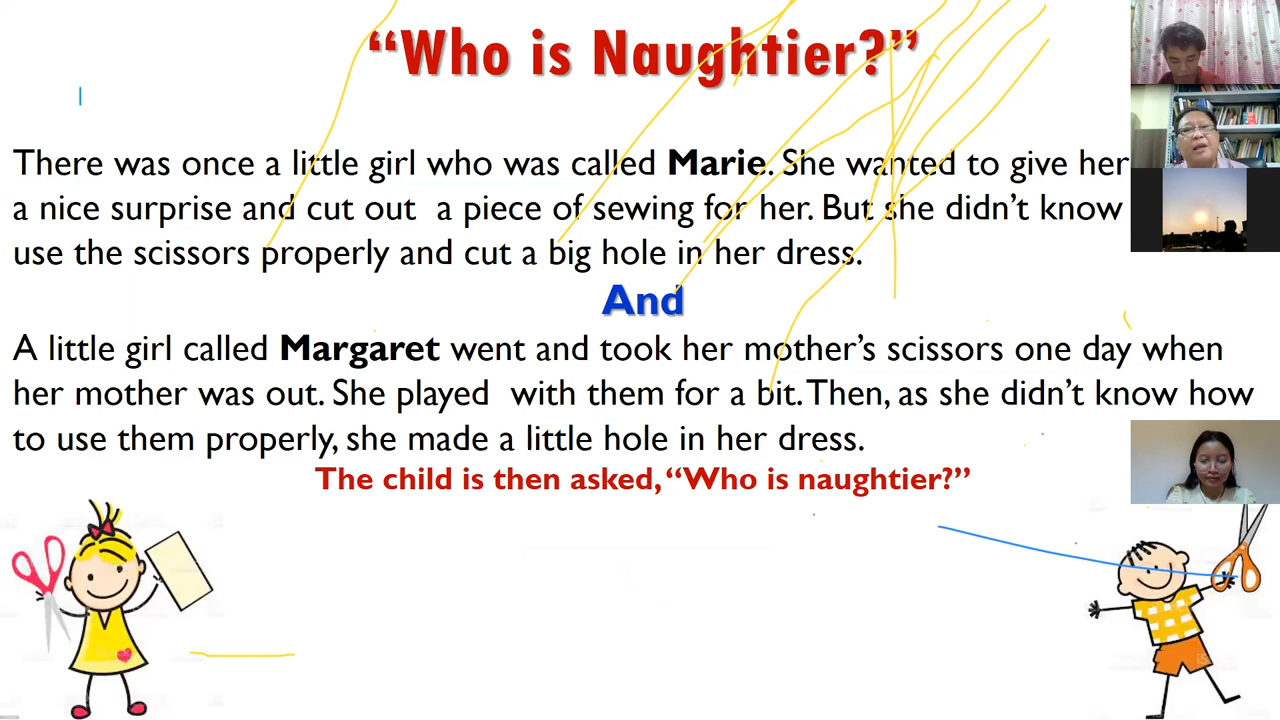 “Who is Naughtier?”
There was once a little girl who was called Marie. She wanted to give her
a nice surprise and cut out a piece of sewing for her. But she didn’t know
use the scissors properly and cut a big hole in her dress.
And
A little girl called Margaret went and took her mother’s scissors one day when
her mother was out. She played with them for a bit. Then, as she didn’t know how
to use them properly, she made a little hole in her dress.
The child is then asked, “Who is naughtier?”